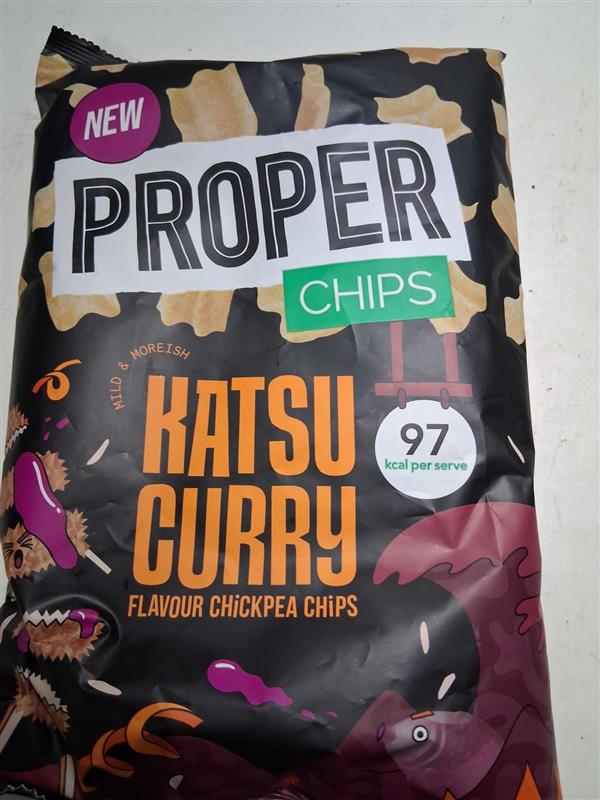 NEW
PROPER
CHIPS
MILD & MOREISH
KATSU
CURRY
FLAVOUR CHiCKPEA CHiPS
97
kcal per serve